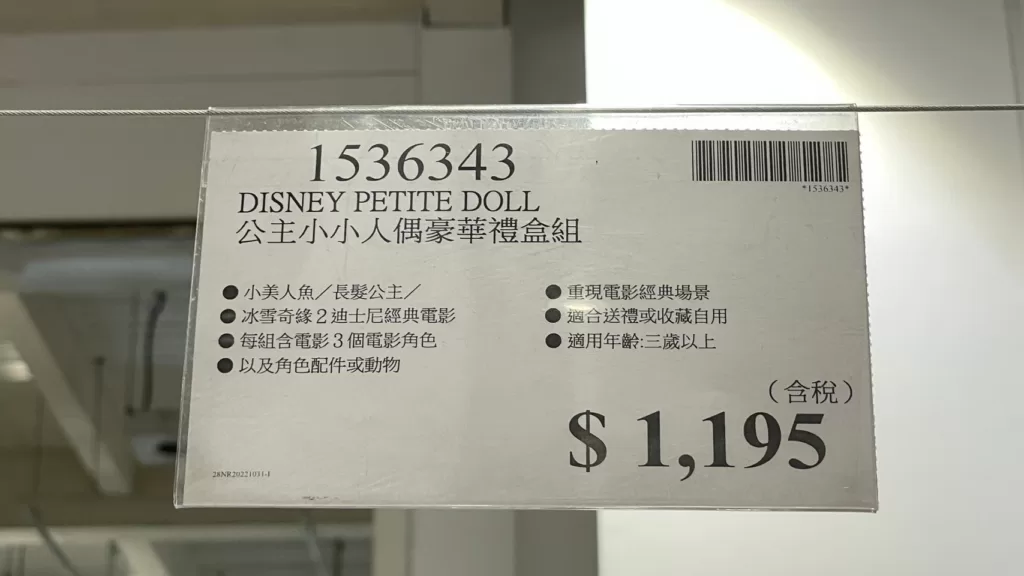 1536343
*1536343*
DISNEY PETITE DOLL
公主小小人偶豪華禮盒組
● 小美人魚／長髮公主／
● 冰雪奇緣２迪士尼經典電影
● 每組含電影３個電影角色
● 以及角色配件或動物
● 重現電影經典場景
● 適合送禮或收藏自用
● 適用年齡:三歲以上
（含稅）
$ 1,195
28NR20221031-J